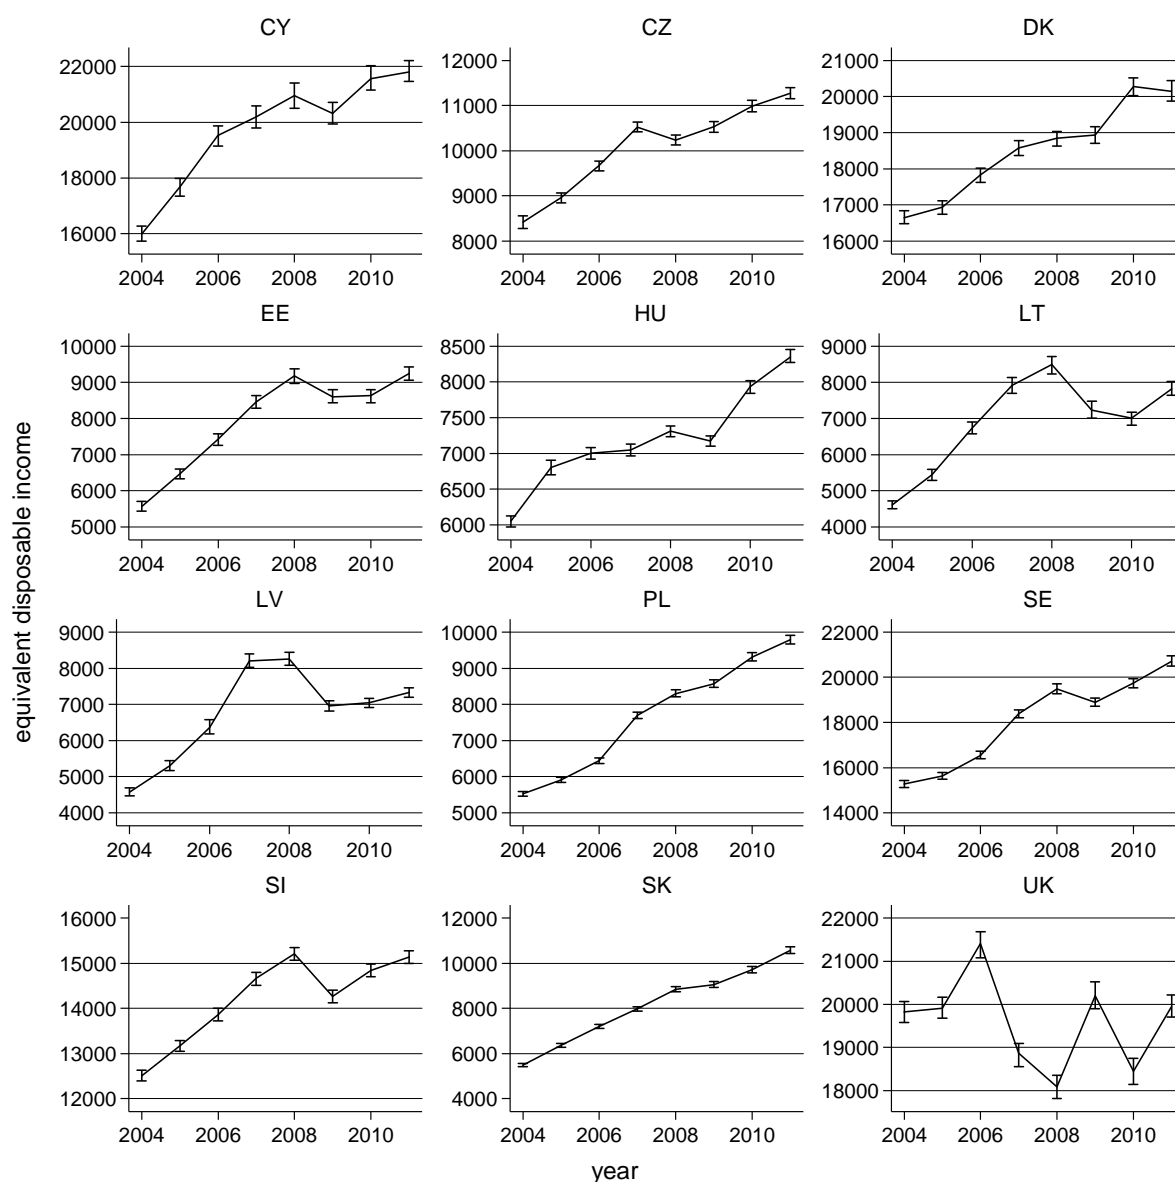 CY CZ DK
22000 20000 18000 16000
12000 11000 10000 9000 8000
21000 20000 19000 18000 17000 16000
2004 2006 2008 2010 2004 2006 2008 2010 2004 2006 2008 2010
EE HU LT
10000 9000 8000 7000 6000 5000
8500 8000 7500 7000 6500 6000
9000 8000 7000 6000 5000 4000
2004 2006 2008 2010 2004 2006 2008 2010 2004 2006 2008 2010
equivalent disposable income
LV PL SE
9000 8000 7000 6000 5000 4000
10000 9000 8000 7000 6000 5000
22000 20000 18000 16000 14000
2004 2006 2008 2010 2004 2006 2008 2010 2004 2006 2008 2010
SI SK UK
16000 15000 14000 13000 12000
12000 10000 8000 6000 4000
22000 21000 20000 19000 18000
2004 2006 2008 2010 2004 2006 2008 2010 2004 2006 2008 2010
year